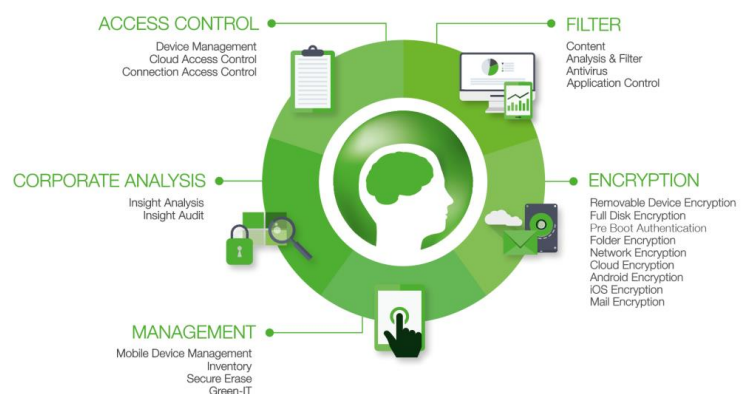 ACCESS CONTROL
Device Management
Cloud Access Control
Connection Access Control
FILTER
Content
Analysis & Filter
Antivirus
Application Control
CORPORATE ANALYSIS
Insight Analysis
Insight Audit
ENCRYPTION
Removable Device Encryption
Full Disk Encryption
Pre Boot Authentication
Folder Encryption
Network Encryption
Cloud Encryption
Android Encryption
iOS Encryption
Mail Encryption
MANAGEMENT
Mobile Device Management
Inventory
Secure Erase
Green-IT